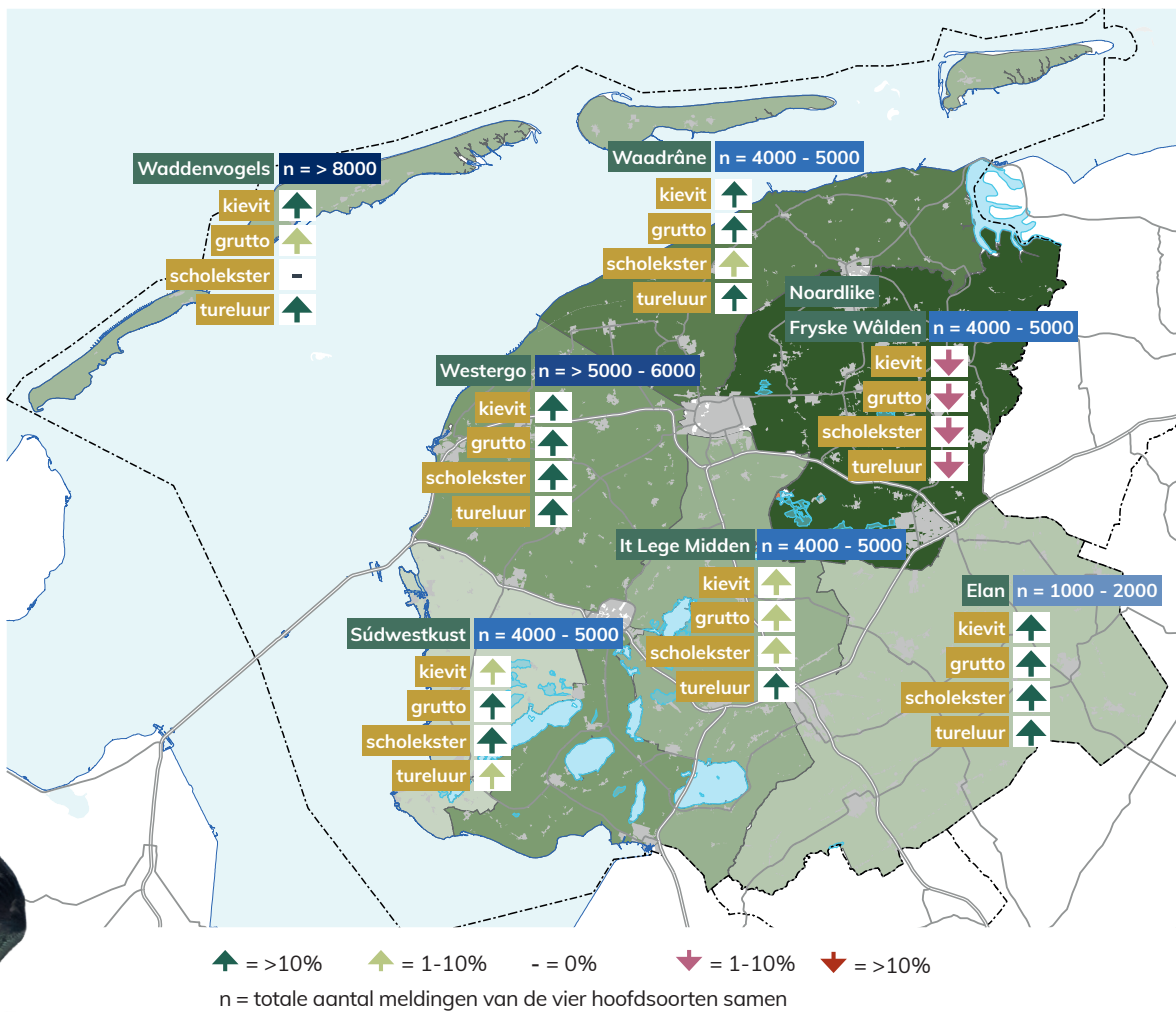 Waddenvogels n = > 8000
kievit
grutto
scholekster -
tureluur
Waadrâne n = 4000 - 5000
kievit
grutto
scholekster
tureluur
Noardlike
Fryske Wâlden n = 4000 - 5000
kievit
grutto
scholekster
tureluur
Westergo n = > 5000 - 6000
kievit
grutto
scholekster
tureluur
It Lege Midden n = 4000 - 5000
kievit
grutto
scholekster
tureluur
Elan n = 1000 - 2000
kievit
grutto
scholekster
tureluur
Súdwestkust n = 4000 - 5000
kievit
grutto
scholekster
tureluur
= >10% = 1-10% - = 0% = 1-10% = >10%
n = totale aantal meldingen van de vier hoofdsoorten samen